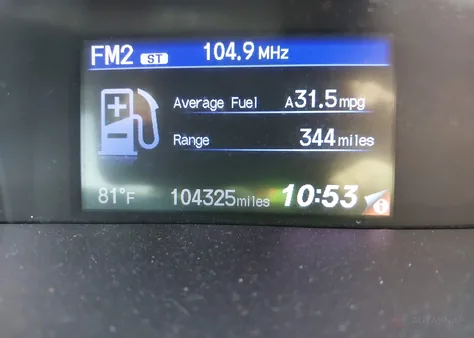 FM2 ST 104.9 MHz
Average Fuel A31.5mpg
Range 344miles
81°F 104325miles 10:53 i